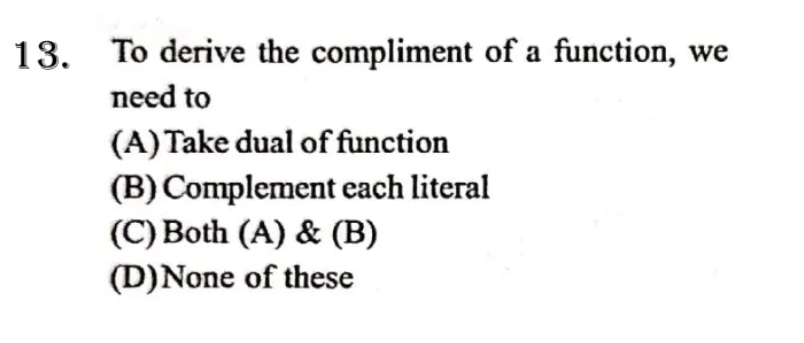 13. To derive the compliment of a function, we
need to
(A) Take dual of function
(B) Complement each literal
(C) Both (A) & (B)
(D) None of these